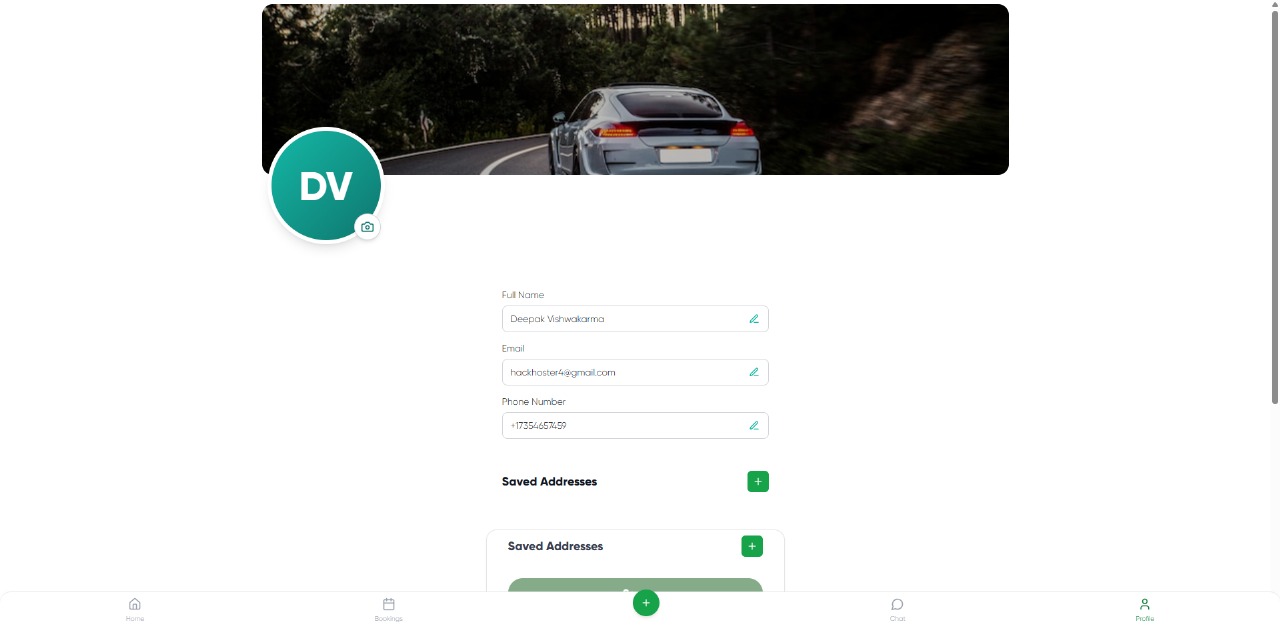 DV
Full Name
Deepak Vishwakarma
Email
hackhoster4@gmail.com
Phone Number
+17354657459
Saved Addresses
Saved Addresses
Home
Bookings
Chat
Profile